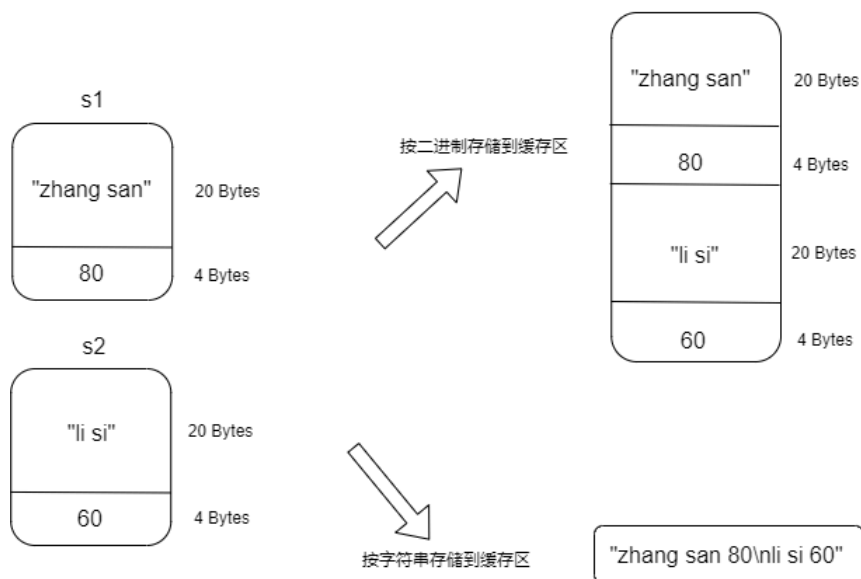 s1
"zhang san"
20 Bytes
80
4 Bytes
s2
"li si"
20 Bytes
60
4 Bytes
按二进制存储到缓存区
"zhang san"
20 Bytes
80
4 Bytes
"li si"
20 Bytes
60
4 Bytes
按字符串存储到缓存区
"zhang san 80\nli si 60"